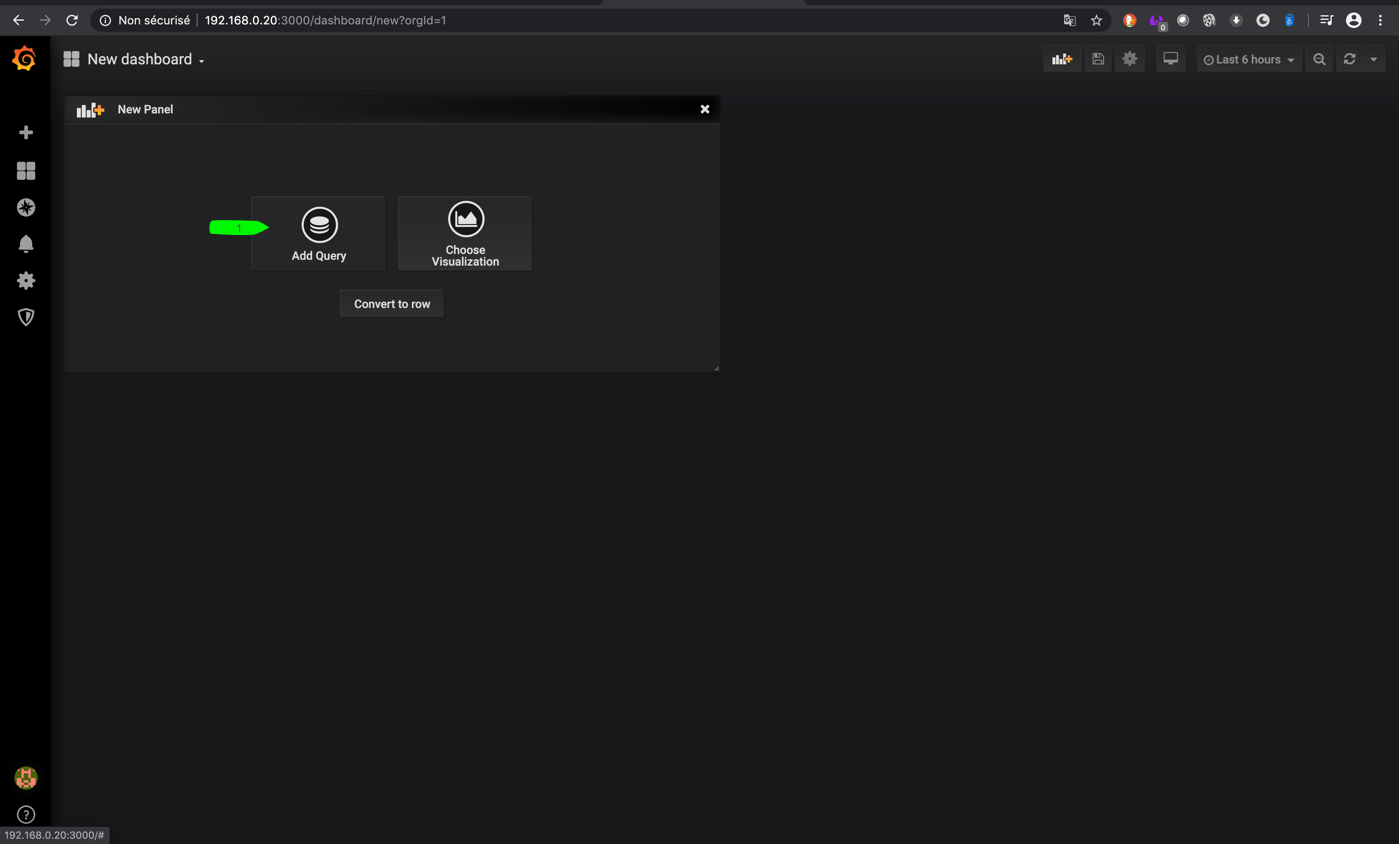 Non sécurisé
192.168.0.20:3000/dashboard/new?orgId=1
0
New dashboard
Last 6 hours
New Panel
1
Add Query
Choose
Visualization
Convert to row
?
192.168.0.20:3000/#